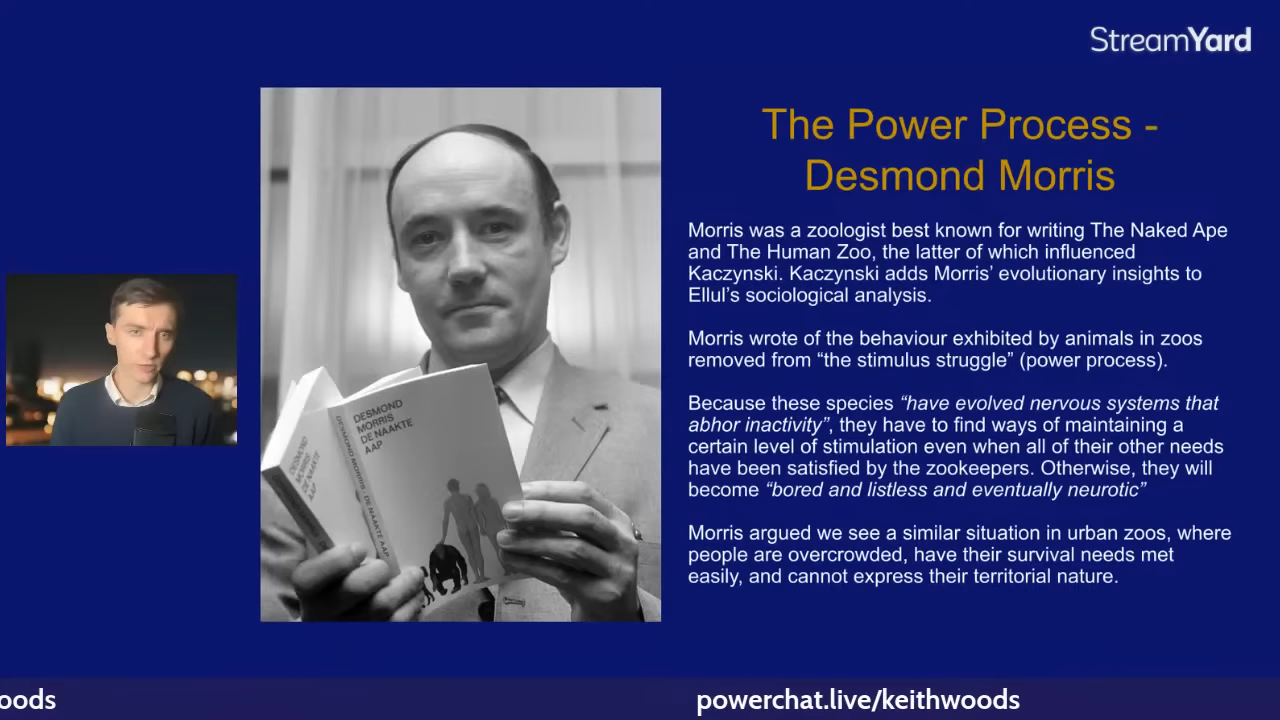 StreamYard
The Power Process -
Desmond Morris
Morris was a zoologist best known for writing The Naked Ape
and The Human Zoo, the latter of which influenced
Kaczynski. Kaczynski adds Morris’ evolutionary insights to
Ellul’s sociological analysis.
Morris wrote of the behaviour exhibited by animals in zoos
removed from “the stimulus struggle” (power process).
Because these species “have evolved nervous systems that
abhor inactivity”, they have to find ways of maintaining a
certain level of stimulation even when all of their other needs
have been satisfied by the zookeepers. Otherwise, they will
become “bored and listless and eventually neurotic”
Morris argued we see a similar situation in urban zoos, where
people are overcrowded, have their survival needs met
easily, and cannot express their territorial nature.
DESMOND
MORRIS
DE NAAKTE
AAP
DESMOND MORRIS DE NAAKTE AAP
DESMOND
MORRIS
DE NAAKTE
AAP
oods
powerchat.live/keithwoods